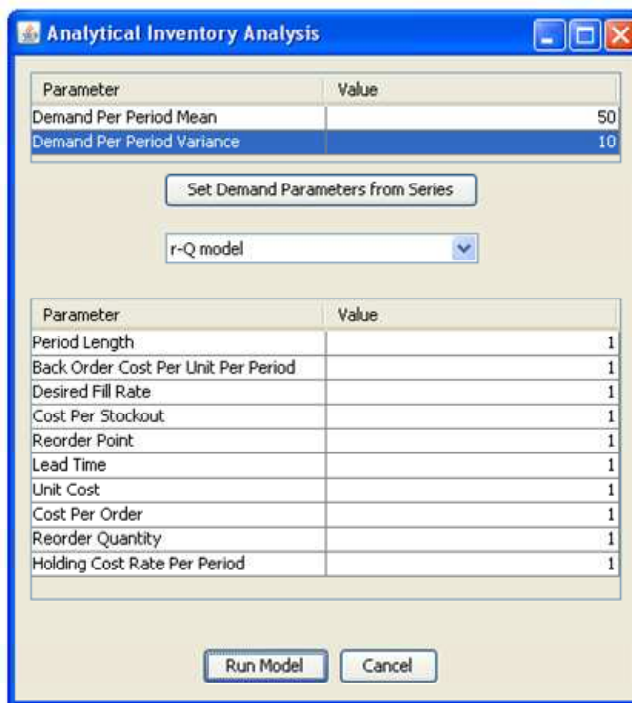 Analytical Inventory Analysis
Parameter Value
Demand Per Period Mean 50
Demand Per Period Variance 10
Set Demand Parameters from Series
r-Q model
Parameter Value
Period Length 1
Back Order Cost Per Unit Per Period 1
Desired Fill Rate 1
Cost Per Stockout 1
Reorder Point 1
Lead Time 1
Unit Cost 1
Cost Per Order 1
Reorder Quantity 1
Holding Cost Rate Per Period 1
Run Model Cancel